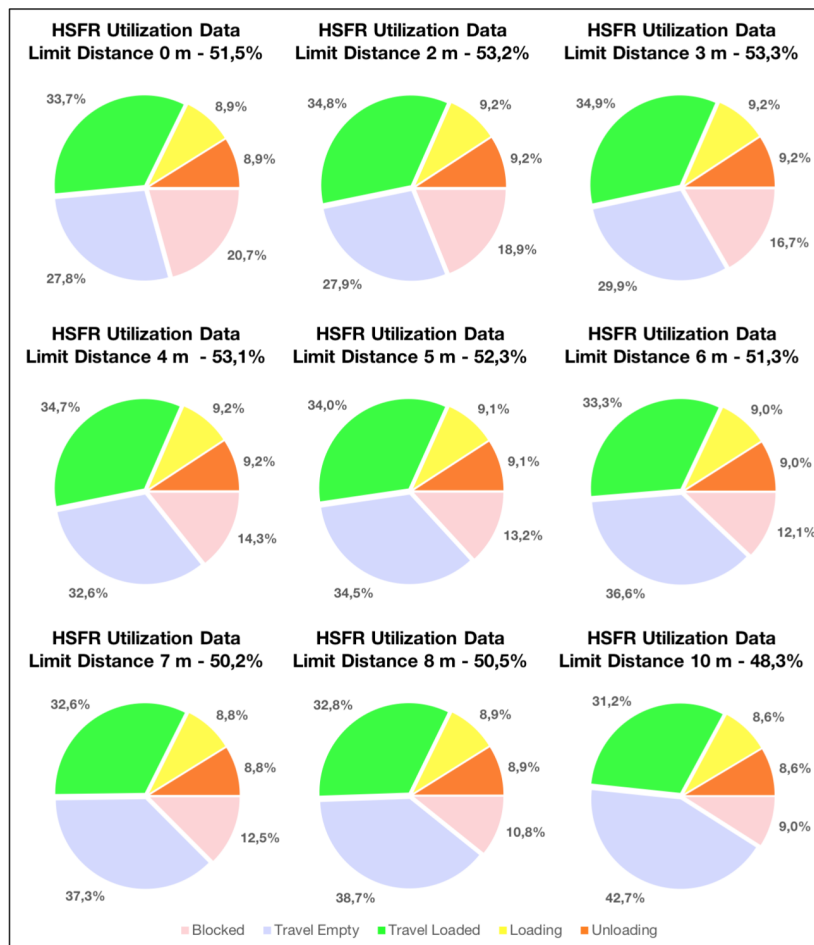 HSFR Utilization Data
Limit Distance 0 m - 51,5%
33,7%
8,9%
8,9%
20,7%
27,8%
HSFR Utilization Data
Limit Distance 2 m - 53,2%
34,8%
9,2%
9,2%
18,9%
27,9%
HSFR Utilization Data
Limit Distance 3 m - 53,3%
34,9%
9,2%
9,2%
16,7%
29,9%
HSFR Utilization Data
Limit Distance 4 m - 53,1%
34,7%
9,2%
9,2%
14,3%
32,6%
HSFR Utilization Data
Limit Distance 5 m - 52,3%
34,0%
9,1%
9,1%
13,2%
34,5%
HSFR Utilization Data
Limit Distance 6 m - 51,3%
33,3%
9,0%
9,0%
12,1%
36,6%
HSFR Utilization Data
Limit Distance 7 m - 50,2%
32,6%
8,8%
8,8%
12,5%
37,3%
HSFR Utilization Data
Limit Distance 8 m - 50,5%
32,8%
8,9%
8,9%
10,8%
38,7%
HSFR Utilization Data
Limit Distance 10 m - 48,3%
31,2%
8,6%
8,6%
9,0%
42,7%
Blocked Travel Empty Travel Loaded Loading Unloading